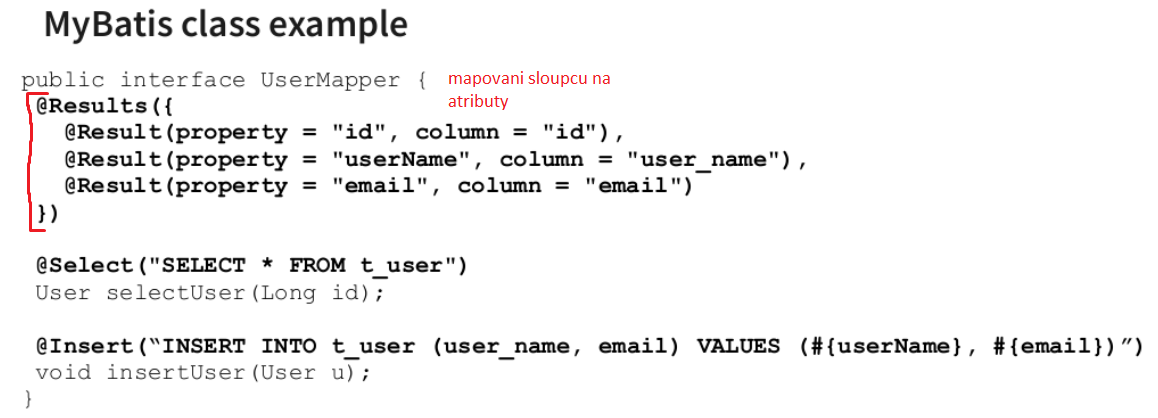 MyBatis class example
public interface UserMapper {
mapovani sloupcu na
atributy
@Results({
@Result(property = "id", column = "id"),
@Result(property = "userName", column = "user_name"),
@Result(property = "email", column = "email")
})
@Select("SELECT * FROM t_user")
User selectUser(Long id);
@Insert(“INSERT INTO t_user (user_name, email) VALUES (#{userName}, #{email})”)
void insertUser(User u);
}